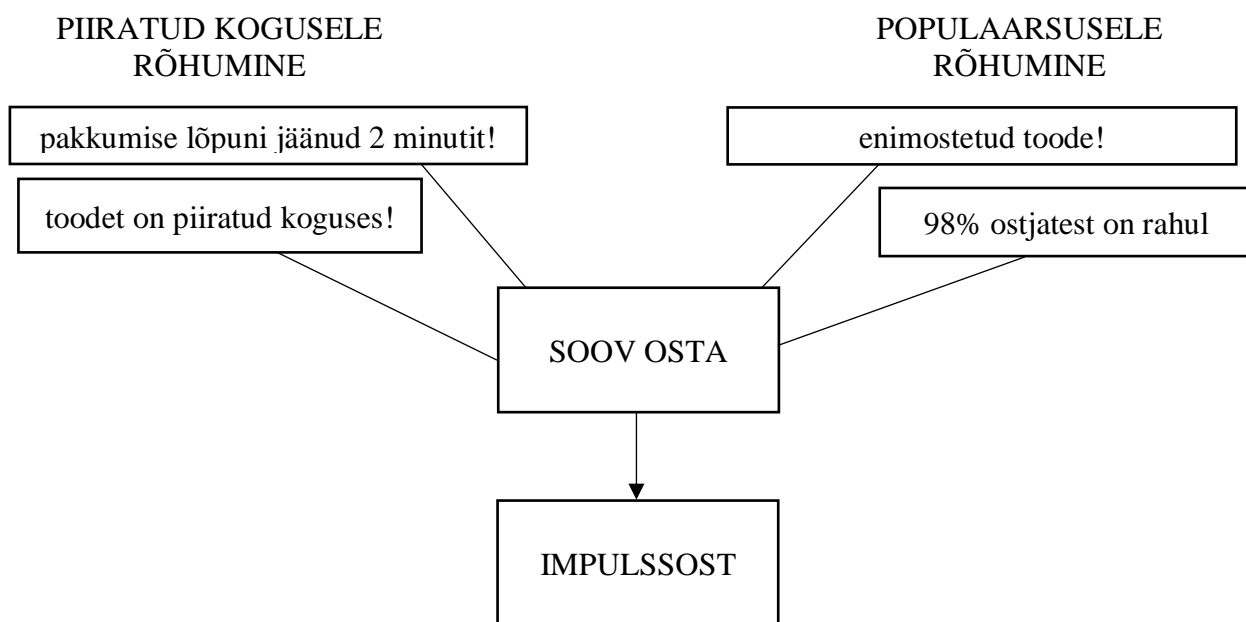 PIIRATUD KOGUSELE
RÕHUMINE
pakkumise lõpuni jäänud 2 minutit!
toodet on piiratud koguses!
POPULAARSUSELE
RÕHUMINE
enimostetud toode!
98% ostjatest on rahul
SOOV OSTA
IMPULSSOST